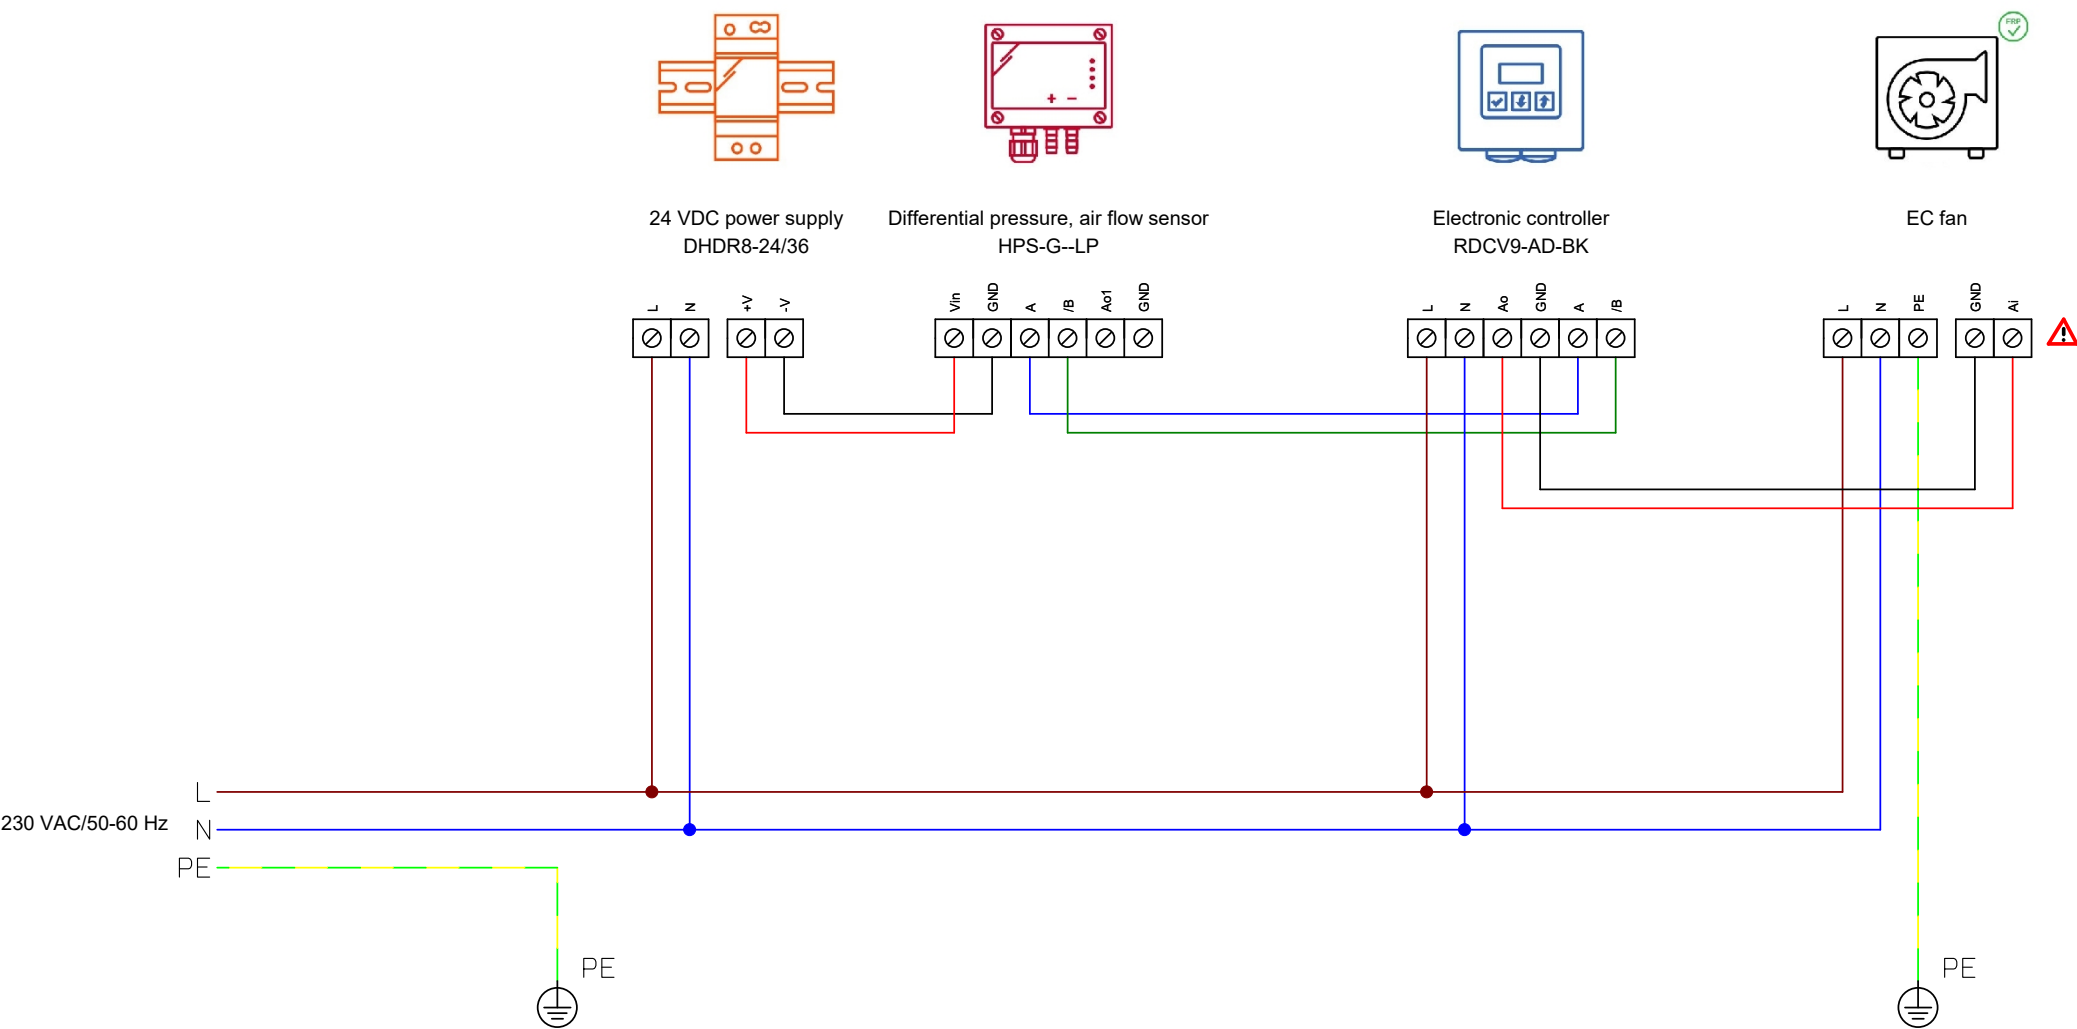 FRP
24 VDC power supply
DHDR8-24/36
Differential pressure, air flow sensor
HPS-G--LP
Electronic controller
RDCV9-AD-BK
EC fan
L
N
+V
-V
Vin
GND
A
/B
Ao1
GND
L
N
Ao
GND
A
/B
L
N
PE
GND
Ai
L
230 VAC/50-60 Hz
N
PE
PE
PE